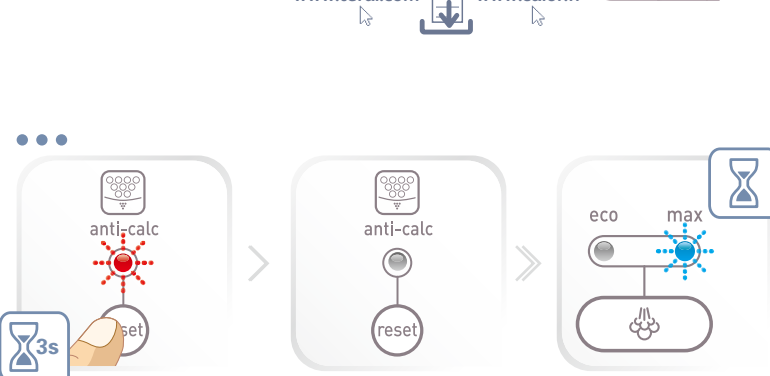 anti-calc
reset
3s
anti-calc
reset
eco max